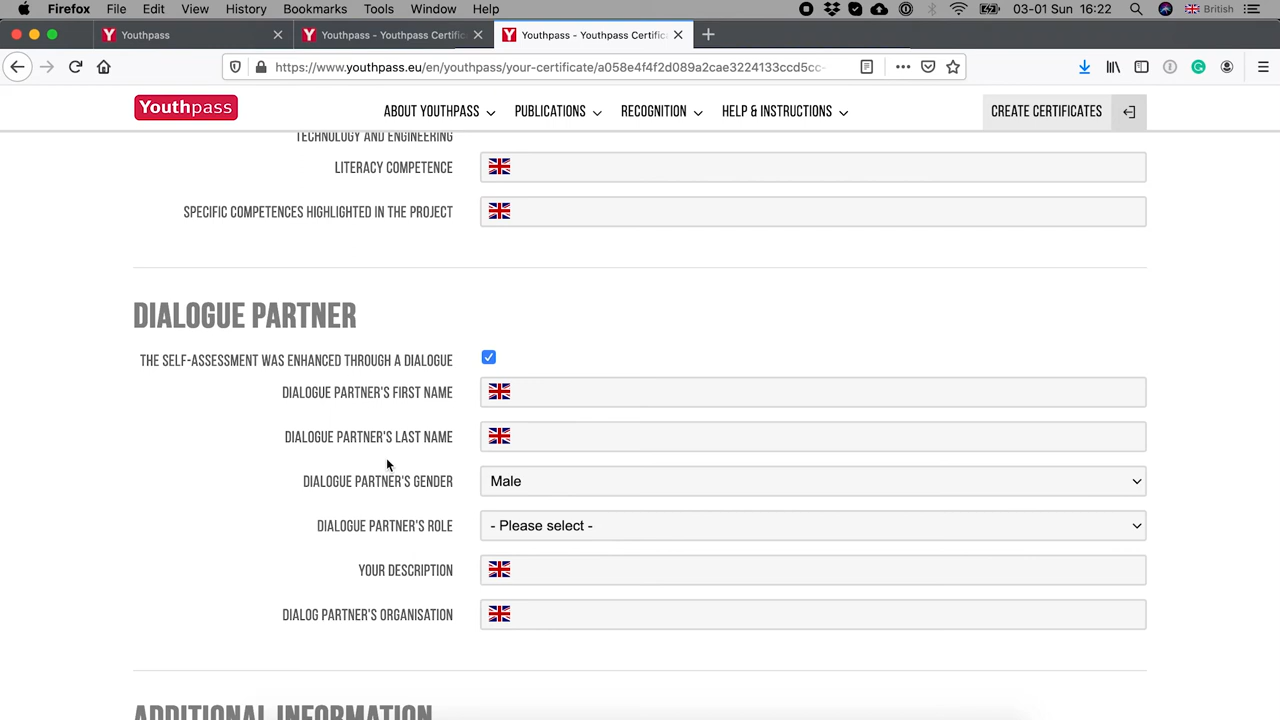 Firefox File Edit View History Bookmarks Tools Window Help 03-01 Sun 16:22 British
Youthpass Youthpass - Youthpass Certific Youthpass - Youthpass Certific
https://www.youthpass.eu/en/youthpass/your-certificate/a058e4f4f2d089a2cae3224133ccd5cc-
Youthpass ABOUT YOUTHPASS PUBLICATIONS RECOGNITION HELP & INSTRUCTIONS CREATE CERTIFICATES
TECHNOLOGY AND ENGINEERING
LITERACY COMPETENCE
SPECIFIC COMPETENCES HIGHLIGHTED IN THE PROJECT
DIALOGUE PARTNER
THE SELF-ASSESSMENT WAS ENHANCED THROUGH A DIALOGUE
DIALOGUE PARTNER'S FIRST NAME
DIALOGUE PARTNER'S LAST NAME
DIALOGUE PARTNER'S GENDER Male
DIALOGUE PARTNER'S ROLE - Please select -
YOUR DESCRIPTION
DIALOG PARTNER'S ORGANISATION
ADDITIONAL INFORMATION